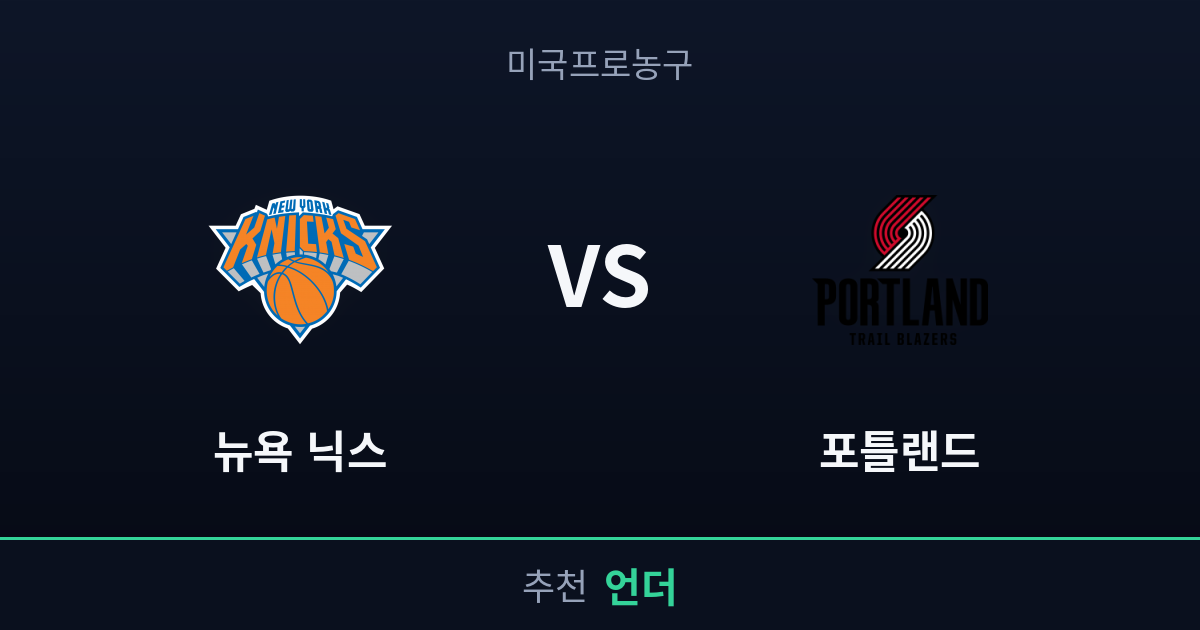 미국프로농구
NEW YORK
KNICKS
VS
PORTLAND
TRAIL BLAZERS
뉴욕 닉스
포틀랜드
추천 언더